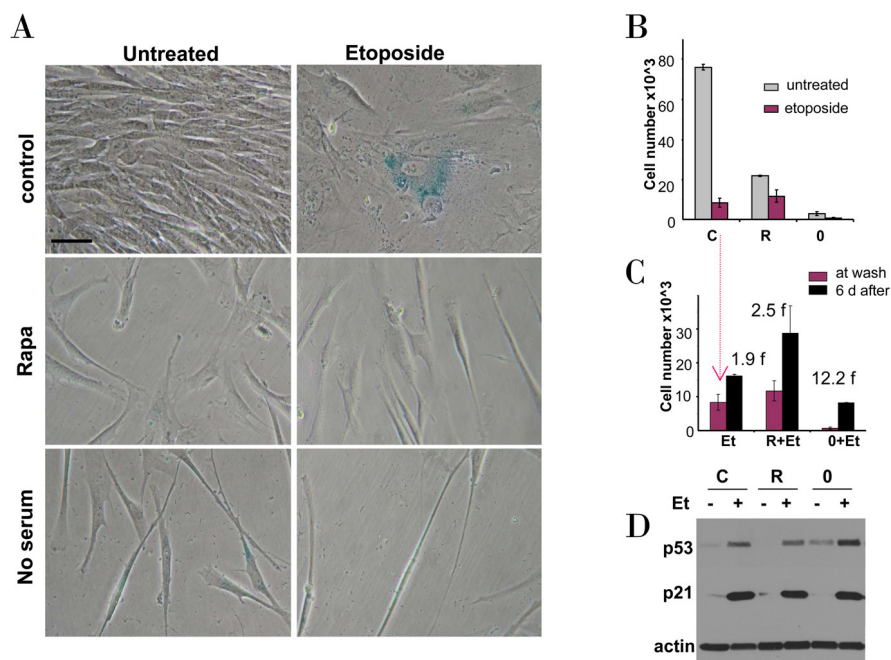 A
Untreated Etoposide
control
Rapa
No serum
B
Cell number x10^3
80
60
40
20
0
untreated
etoposide
C R 0
C
Cell number x10^3
30
20
10
0
at wash
6 d after
1.9 f
2.5 f
12.2 f
Et R+Et 0+Et
D
C R 0
Et - + - + - +
p53
p21
actin